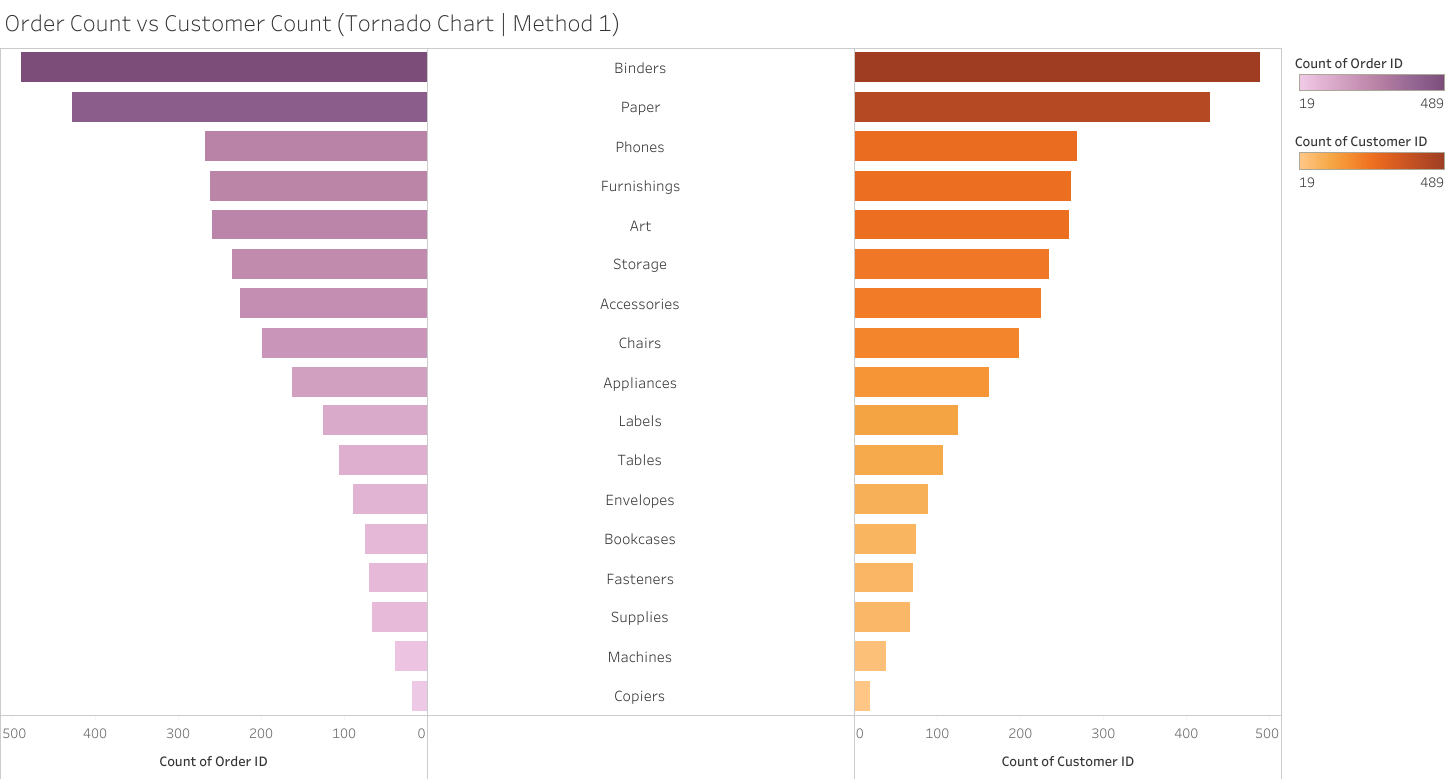 Order Count vs Customer Count (Tornado Chart | Method 1)
Binders
Paper
Phones
Furnishings
Art
Storage
Accessories
Chairs
Appliances
Labels
Tables
Envelopes
Bookcases
Fasteners
Supplies
Machines
Copiers
500 400 300 200 100 0
Count of Order ID
0 100 200 300 400 500
Count of Customer ID
Count of Order ID
19 489
Count of Customer ID
19 489